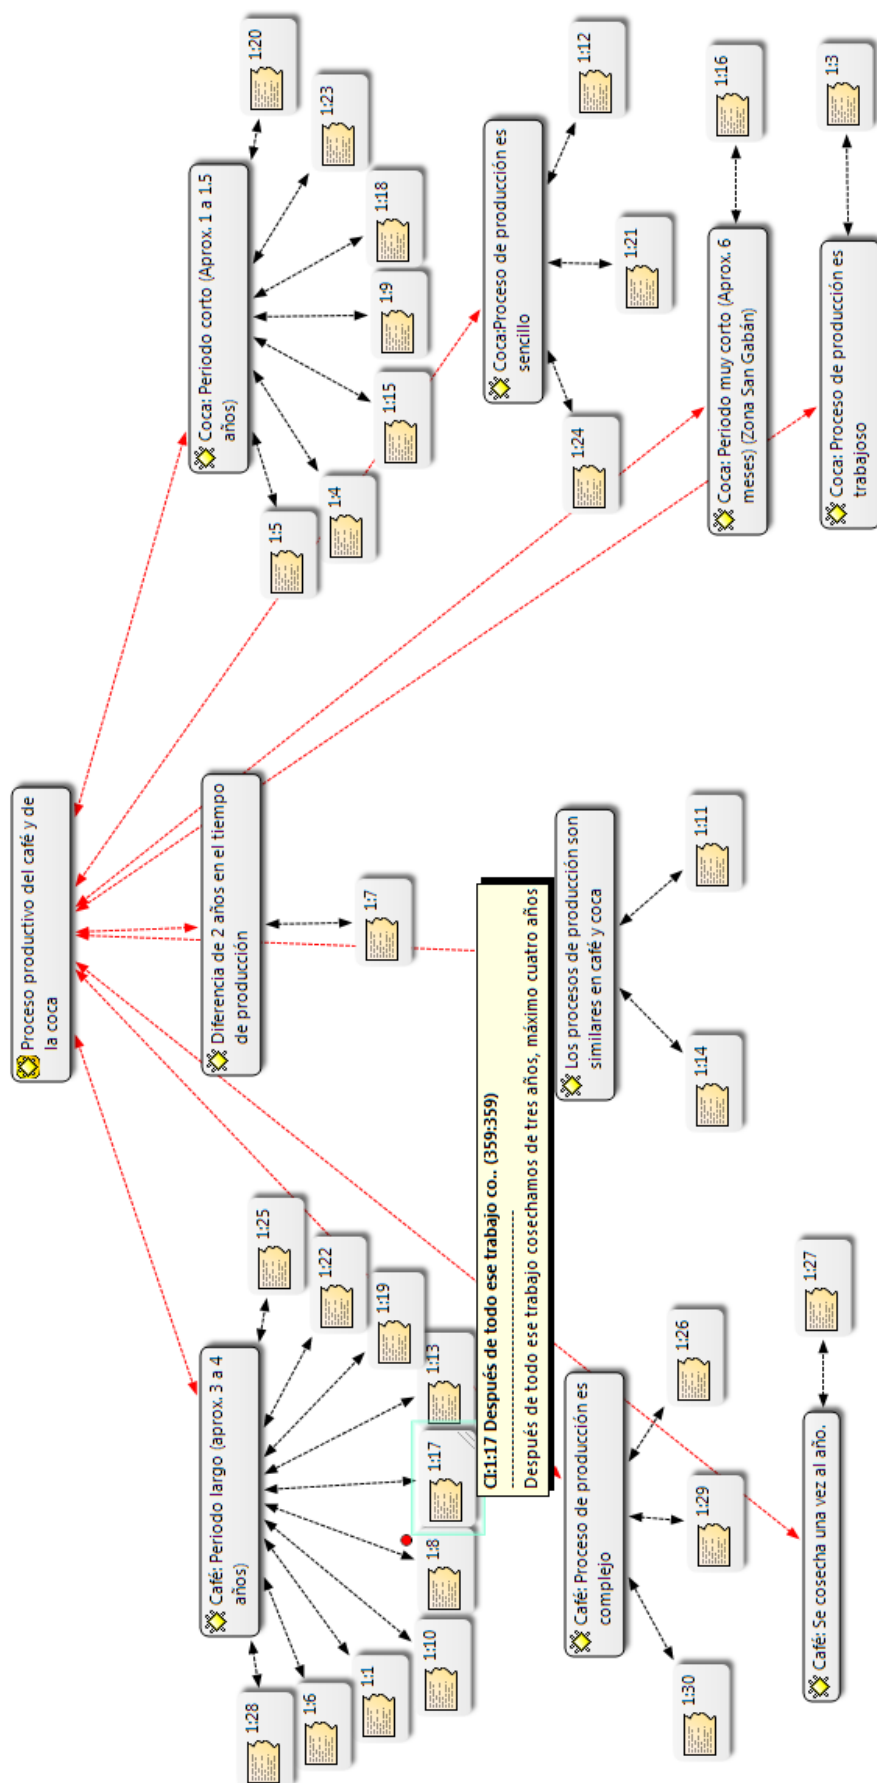 Proceso productivo del café y de
la coca
Café: Periodo largo (aprox. 3 a 4
años)
Diferencia de 2 años en el tiempo
de producción
Coca: Periodo corto (Aprox. 1 a 1.5
años)
1:28
1:6
1:1
1:10
1:8
1:17
1:13
1:19
1:22
1:25
1:7
1:5
1:4
1:15
1:9
1:18
1:23
1:20
CI:1:17 Después de todo ese trabajo co.. (359:359)
Después de todo ese trabajo cosechamos de tres años, máximo cuatro años
Café: Proceso de producción es
complejo
1:30
1:29
1:26
Los procesos de producción son
similares en café y coca
1:14
1:11
Coca:Proceso de producción es
sencillo
1:24
1:21
1:12
Café: Se cosecha una vez al año.
1:27
Coca: Periodo muy corto (Aprox. 6
meses) (Zona San Gabán)
1:16
Coca: Proceso de producción es
trabajoso
1:3